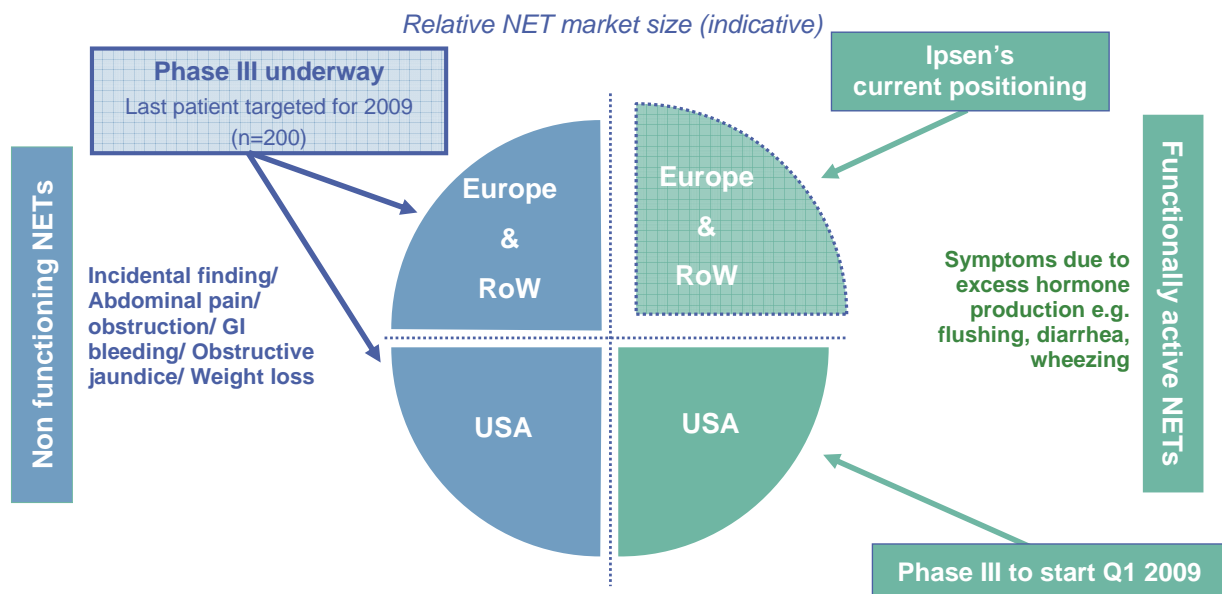 Relative NET market size (indicative)
Phase III underway
Last patient targeted for 2009
(n=200)
Ipsen's
current positioning
Non functioning NETs
Incidental finding/
Abdominal pain/
obstruction/ GI
bleeding/ Obstructive
jaundice/ Weight loss
Europe
&
RoW
Europe
&
RoW
Symptoms due to
excess hormone
production e.g.
flushing, diarrhea,
wheezing
Functionally active NETs
USA
USA
Phase III to start Q1 2009